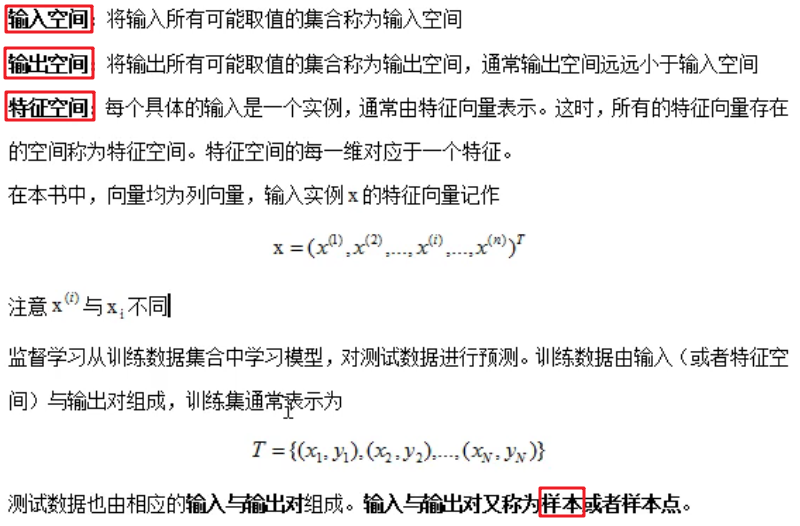 输入空间：将输入所有可能取值的集合称为输入空间
输出空间：将输出所有可能取值的集合称为输出空间，通常输出空间远远小于输入空间
特征空间：每个具体的输入是一个实例，通常由特征向量表示。这时，所有的特征向量存在
的空间称为特征空间。特征空间的每一维对应于一个特征。
在本书中，向量均为列向量，输入实例 x 的特征向量记作
x = (x^(1), x^(2),..., x^(i),..., x^(n))^T
注意 x^(i) 与 x_i 不同
监督学习从训练数据集合中学习模型，对测试数据进行预测。训练数据由输入（或者特征空
间）与输出对组成，训练集通常表示为
T = {(x_1, y_1), (x_2, y_2),..., (x_N, y_N)}
测试数据也由相应的输入与输出对组成。输入与输出对又称为样本或者样本点。